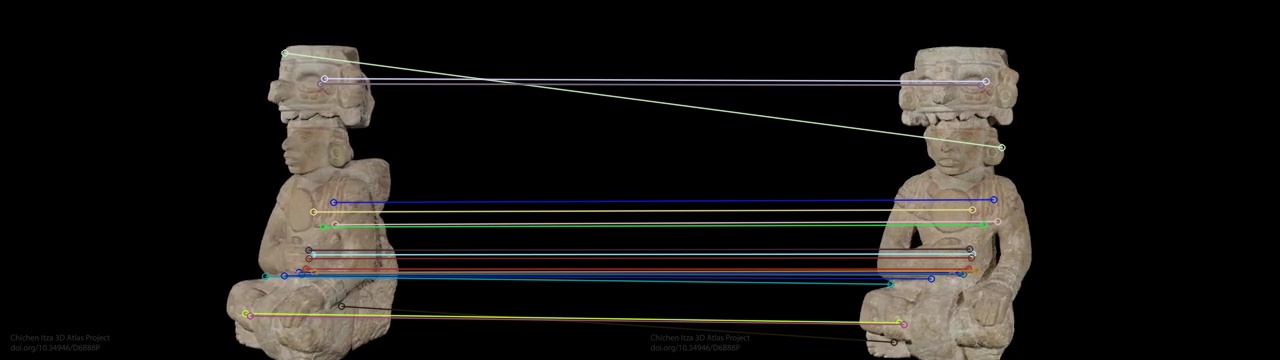 Chichen Itza 3D Atlas Project
doi.org/10.34946/D6B88P
Chichen Itza 3D Atlas Project
doi.org/10.34946/D6B88P